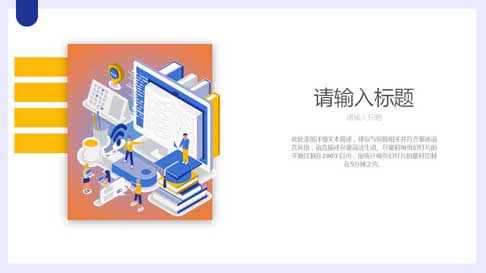 请输入标题
请输入标题
此处添加详细文本描述，建议与标题相关并符合整体语
言风格，语言描述尽量简洁生动。尽量将每页幻灯片的
字数控制在200字以内，据统计每页幻灯片的最好控制
在5分钟之内。